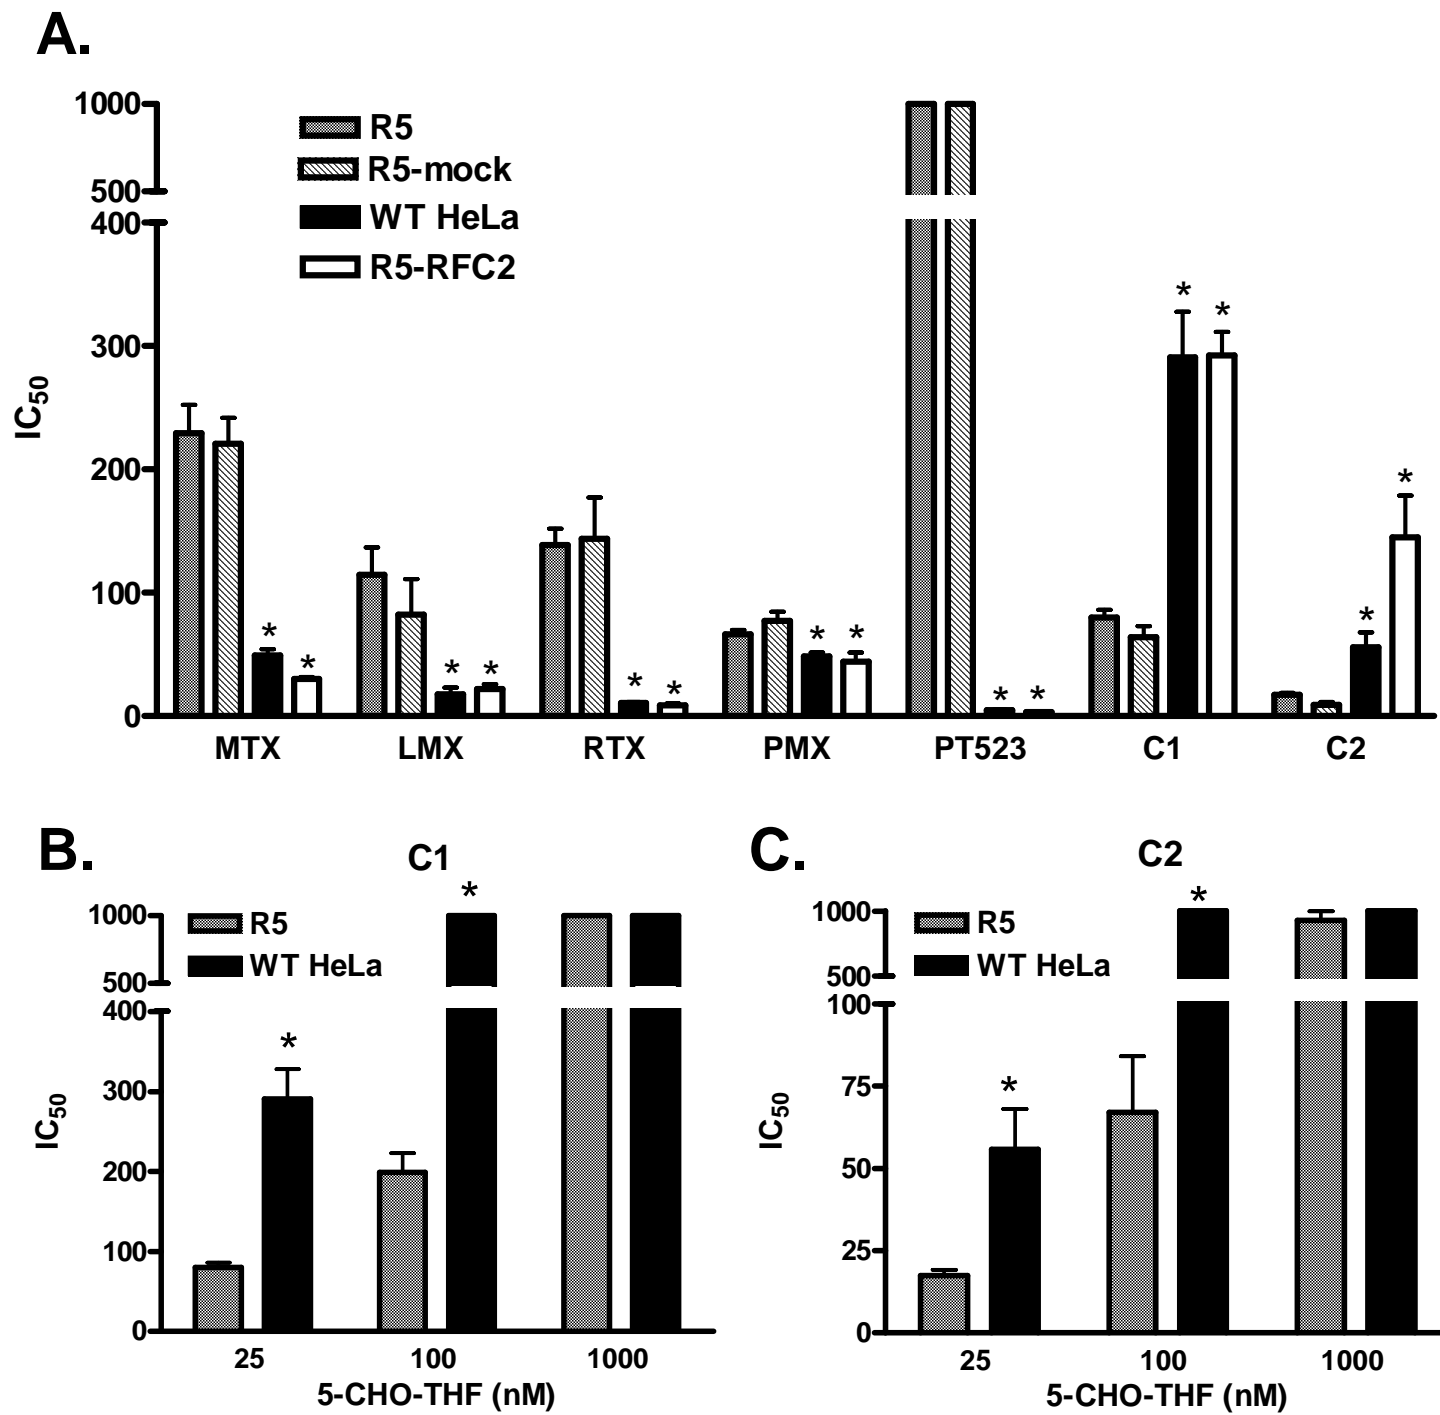 A.
1000
500
400
300
200
100
0
IC50
R5
R5-mock
WT HeLa
R5-RFC2
* * * * * * * * * * * * * *
MTX LMX RTX PMX PT523 C1 C2
B.
C1
1000
500
400
300
200
100
0
IC50
R5
WT HeLa
* *
25 100 1000
5-CHO-THF (nM)
C.
C2
1000
500
100
75
50
25
0
IC50
R5
WT HeLa
* *
25 100 1000
5-CHO-THF (nM)